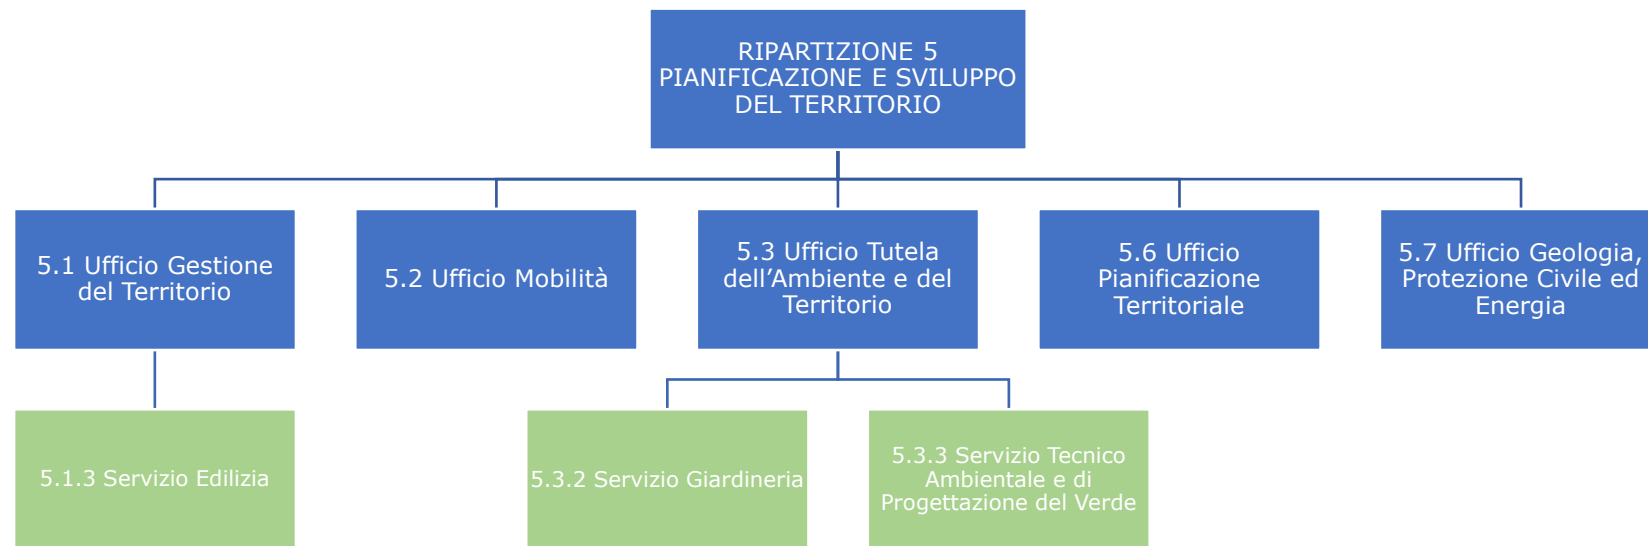 RIPARTIZIONE 5
PIANIFICAZIONE E SVILUPPO
DEL TERRITORIO
5.1 Ufficio Gestione
del Territorio
5.2 Ufficio Mobilità
5.3 Ufficio Tutela
dell’Ambiente e del
Territorio
5.6 Ufficio
Pianificazione
Territoriale
5.7 Ufficio Geologia,
Protezione Civile ed
Energia
5.1.3 Servizio Edilizia
5.3.2 Servizio Giardineria
5.3.3 Servizio Tecnico
Ambientale e di
Progettazione del Verde